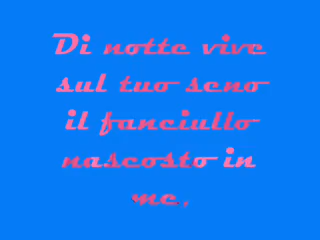 Di notte vive
sul tuo seno
il fanciullo
nascosto in
me,